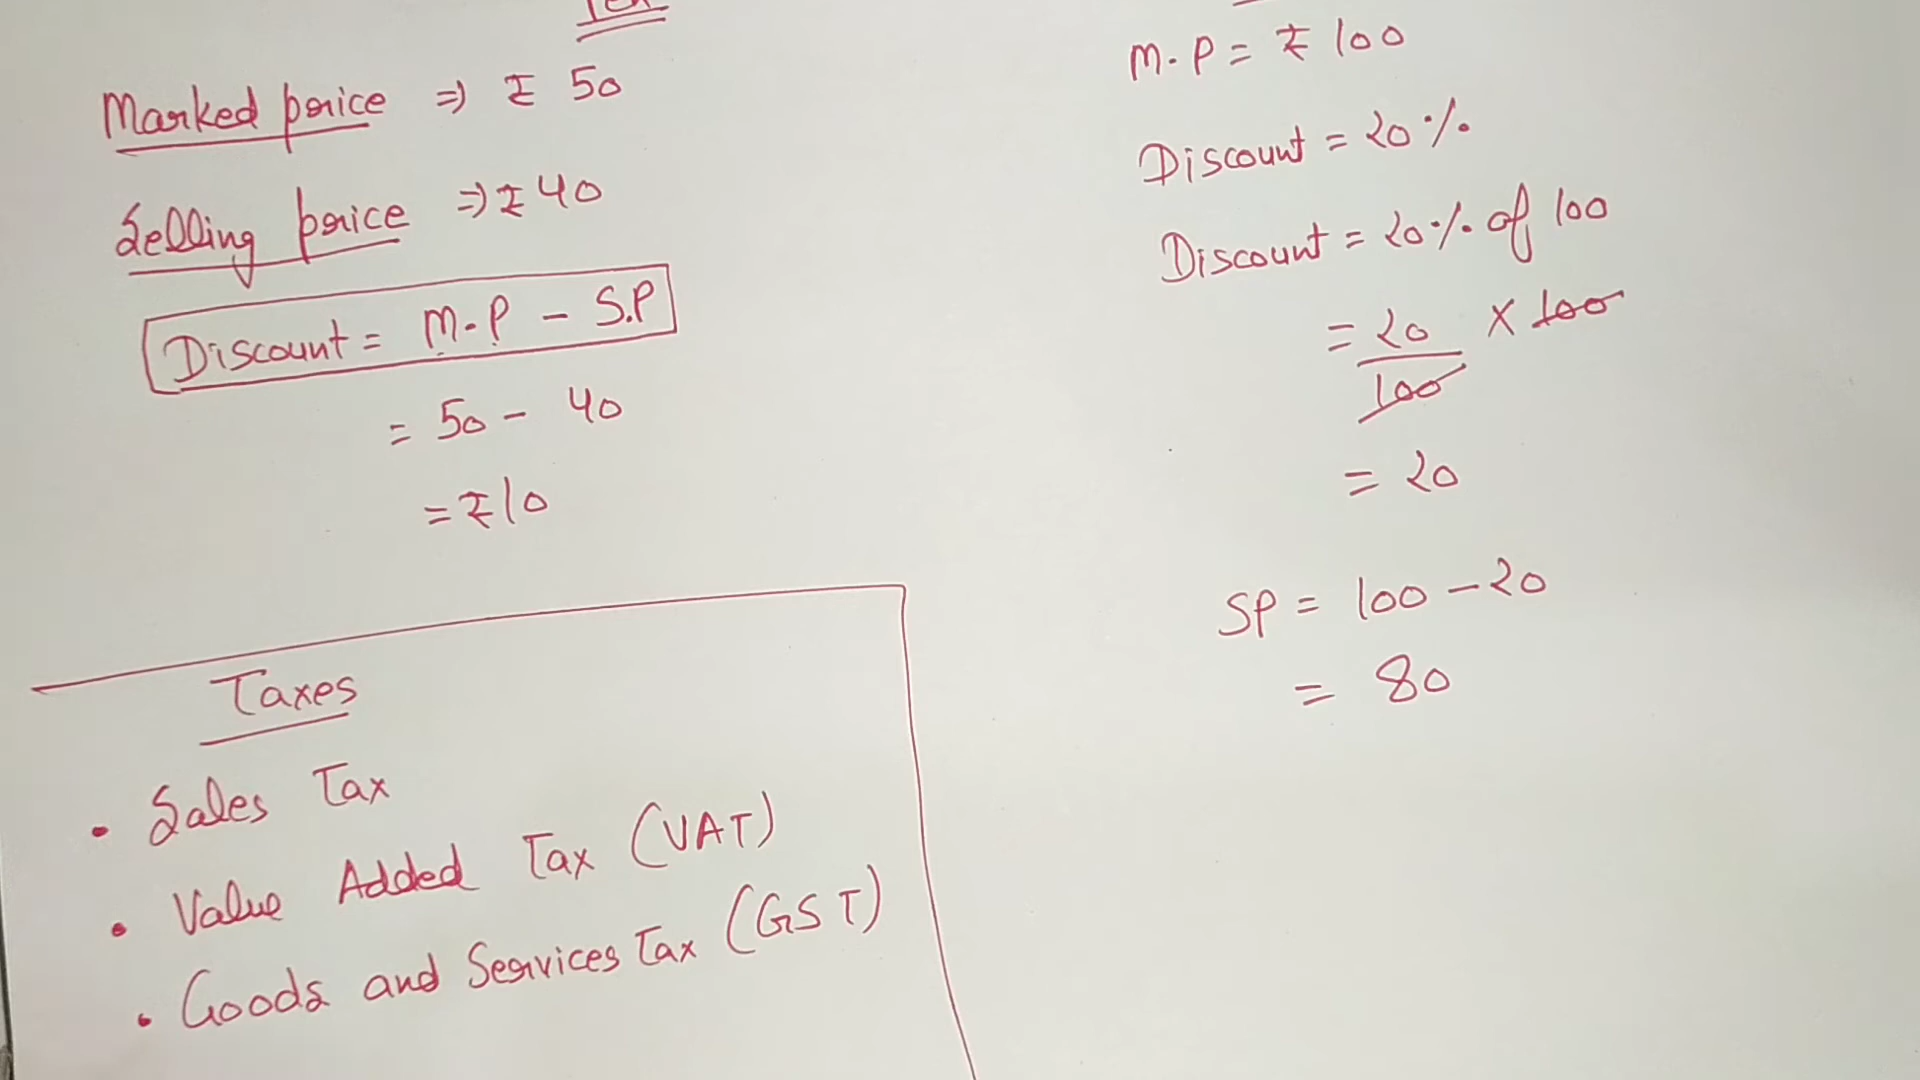 Marked price ⇒ ₹ 50
Selling price ⇒ ₹ 40
Discount = M.P - S.P
= 50 - 40
= ₹10
Taxes
• Sales Tax
• Value Added Tax (VAT)
• Goods and Services Tax (GST)
M.P = ₹ 100
Discount = 20%
Discount = 20% of 100
= 20 × 100
100
= 20
SP = 100 - 20
= 80